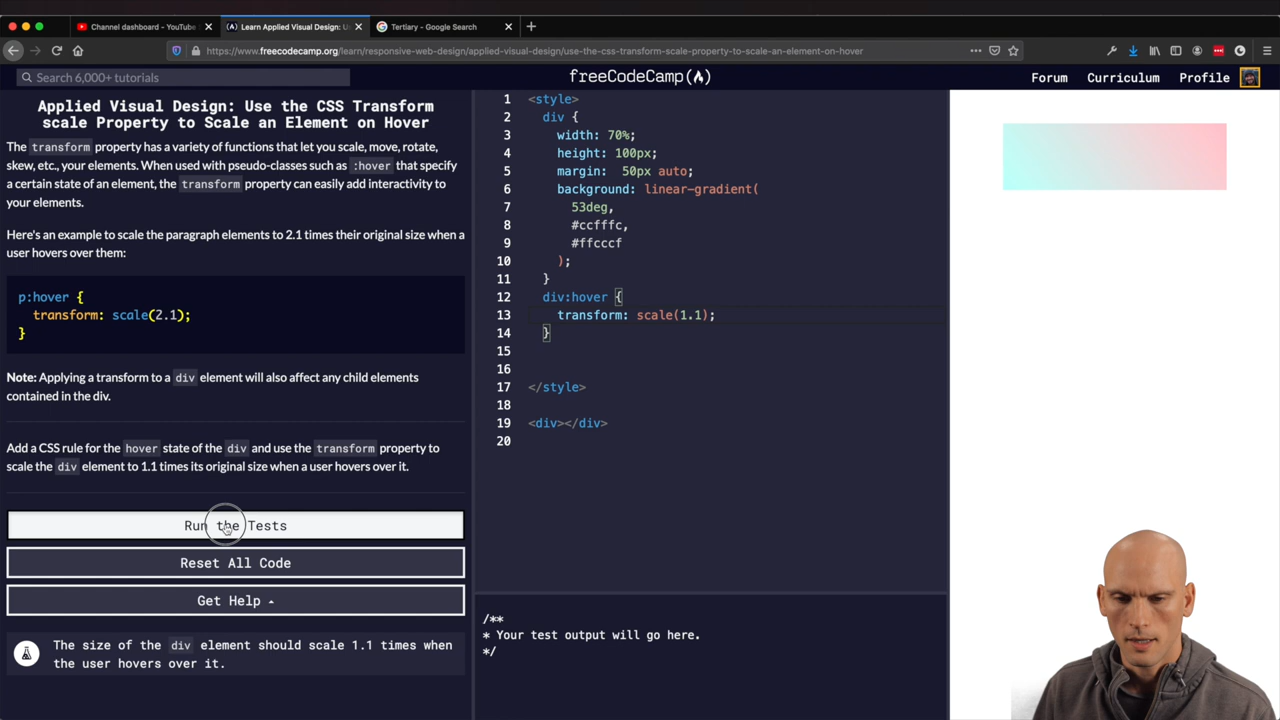 Channel dashboard - YouTube
Learn Applied Visual Design: U
Tertiary - Google Search
https://www.freecodecamp.org/learn/responsive-web-design/applied-visual-design/use-the-css-transform-scale-property-to-scale-an-element-on-hover
Search 6,000+ tutorials
freeCodeCamp
Forum
Curriculum
Profile
Applied Visual Design: Use the CSS Transform
scale Property to Scale an Element on Hover
The transform property has a variety of functions that let you scale, move, rotate,
skew, etc., your elements. When used with pseudo-classes such as :hover that specify
a certain state of an element, the transform property can easily add interactivity to
your elements.
Here's an example to scale the paragraph elements to 2.1 times their original size when a
user hovers over them:
p:hover {
transform: scale(2.1);
}
Note: Applying a transform to a div element will also affect any child elements
contained in the div.
Add a CSS rule for the hover state of the div and use the transform property to
scale the div element to 1.1 times its original size when a user hovers over it.
Run the Tests
Reset All Code
Get Help
The size of the div element should scale 1.1 times when
the user hovers over it.
1 <style>
2 div {
3 width: 70%;
4 height: 100px;
5 margin:  50px auto;
6 background: linear-gradient(
7 53deg,
8 #ccfffc,
9 #ffcccf
10 );
11 }
12 div:hover {
13 transform: scale(1.1);
14 }
15
16
17 </style>
18
19 <div></div>
20
/**
* Your test output will go here.
*/